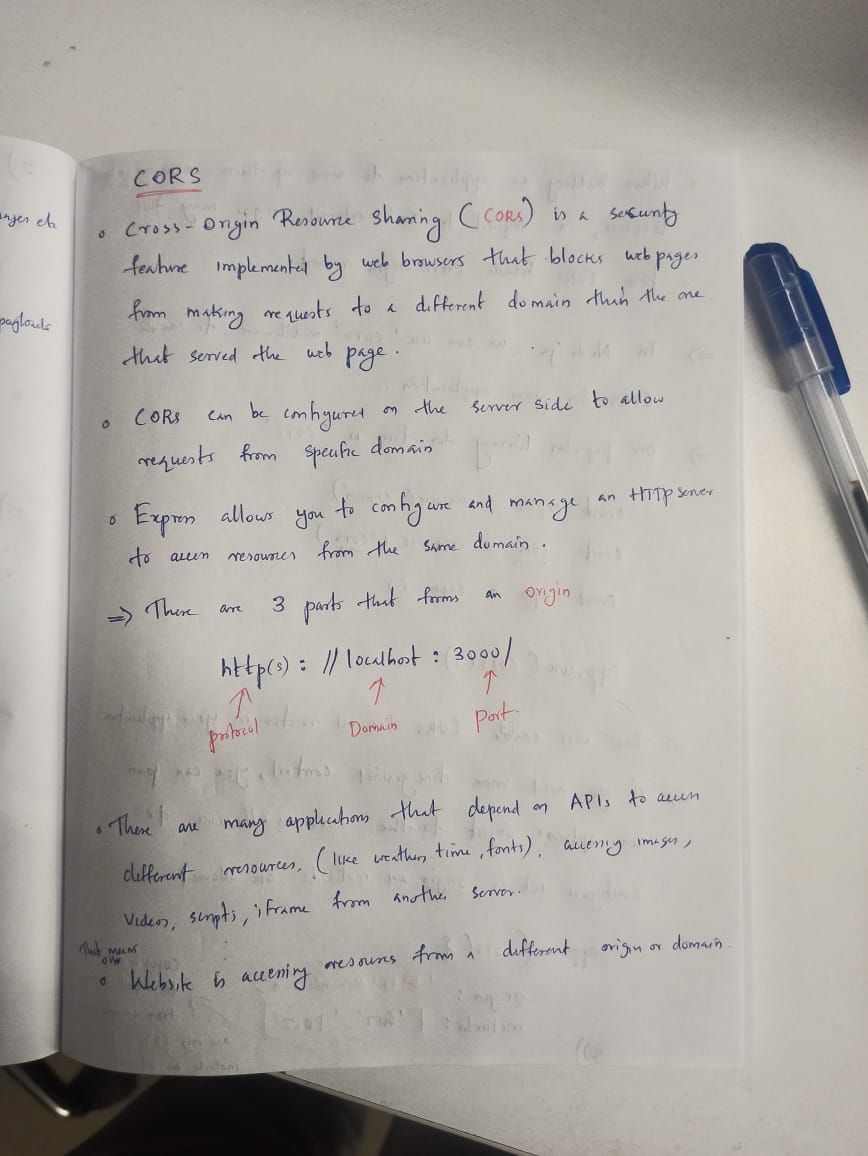 CORS
• Cross-Origin Resource Sharing (CORS) is a security
feature implemented by web browsers that blocks web pages
from making requests to a different domain than the one
that served the web page.
• CORS can be configured on the server side to allow
requests from specific domain
• Express allows you to configure and manage an HTTP server
to access resources from the same domain.
⇒ There are 3 parts that forms an origin
http(s) : // localhost : 3000/
protocol Domain Port
• There are many applications that depend on APIs to access
different resources, (like weather, time, fonts), accessing images,
Videos, scripts, iframe from another server.
That means
our
• Website is accessing resources from a different origin or domain.
etc
payloads